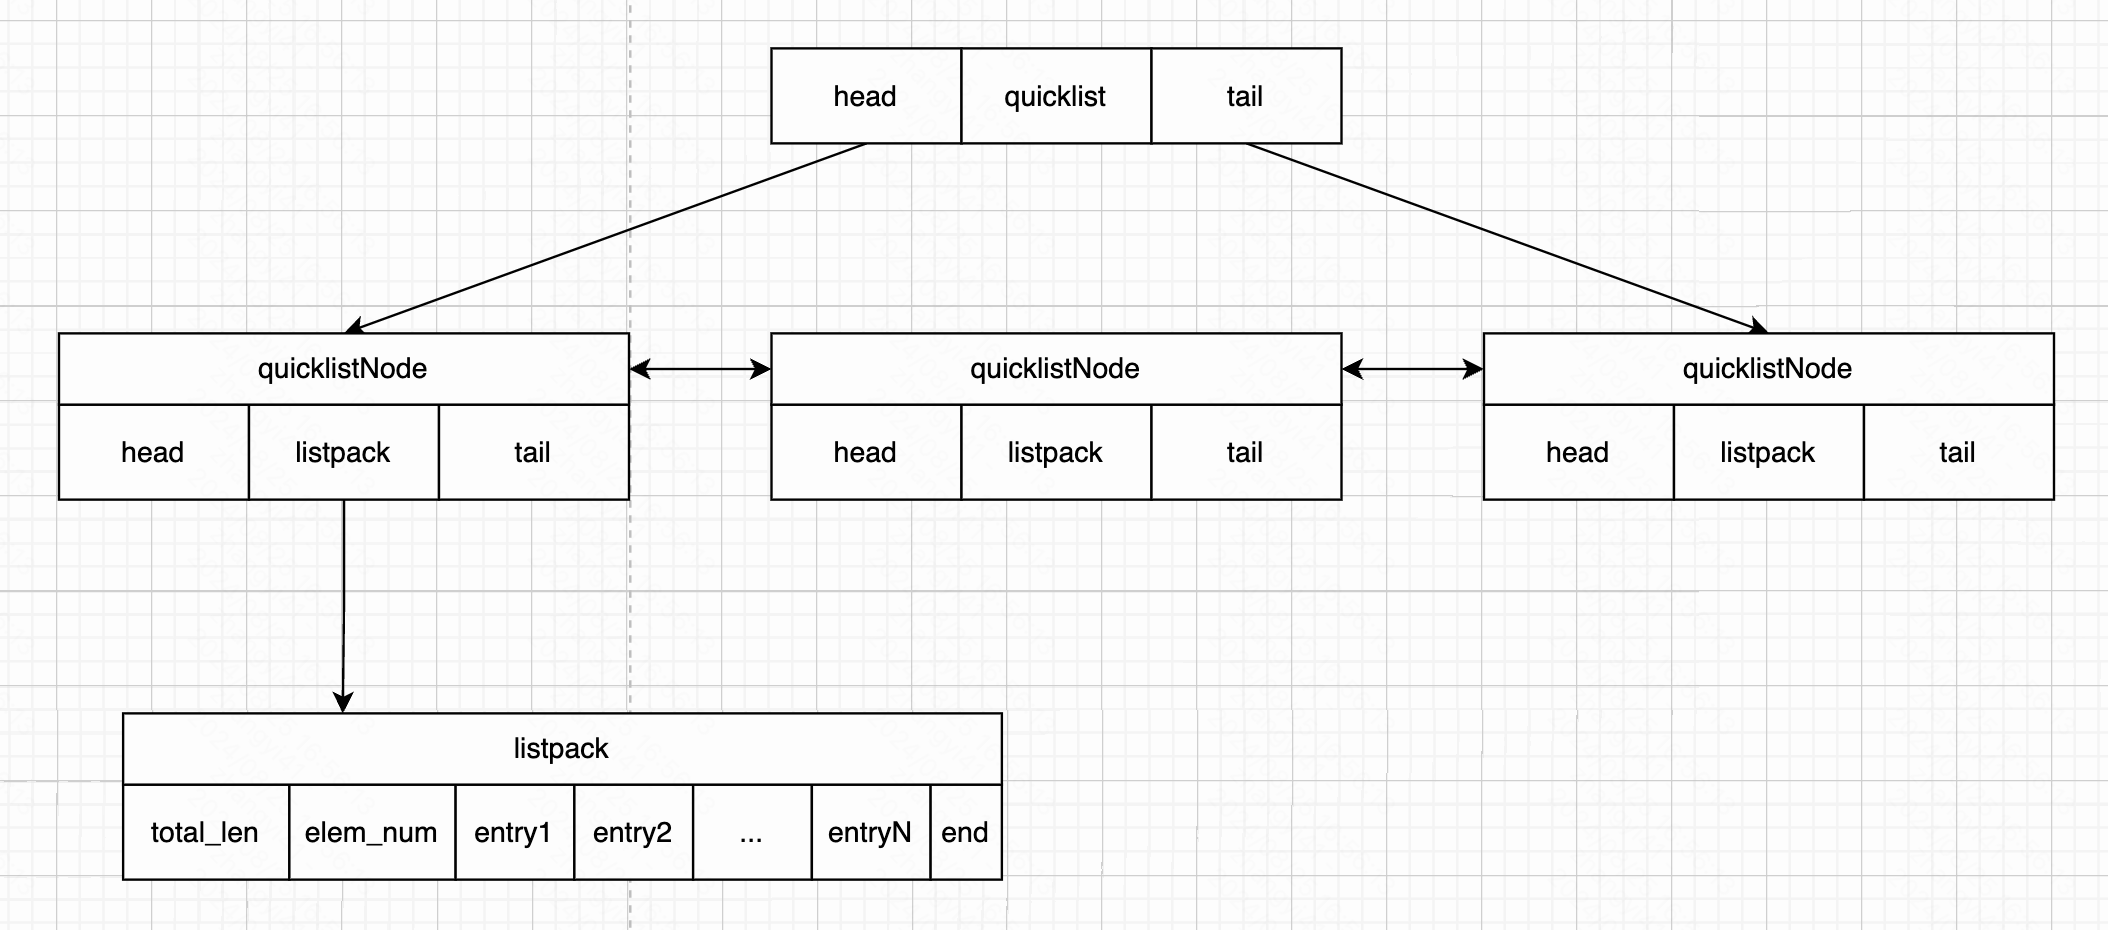 head quicklist tail
quicklistNode quicklistNode quicklistNode
head listpack tail head listpack tail head listpack tail
listpack
total_len elem_num entry1 entry2 ... entryN end